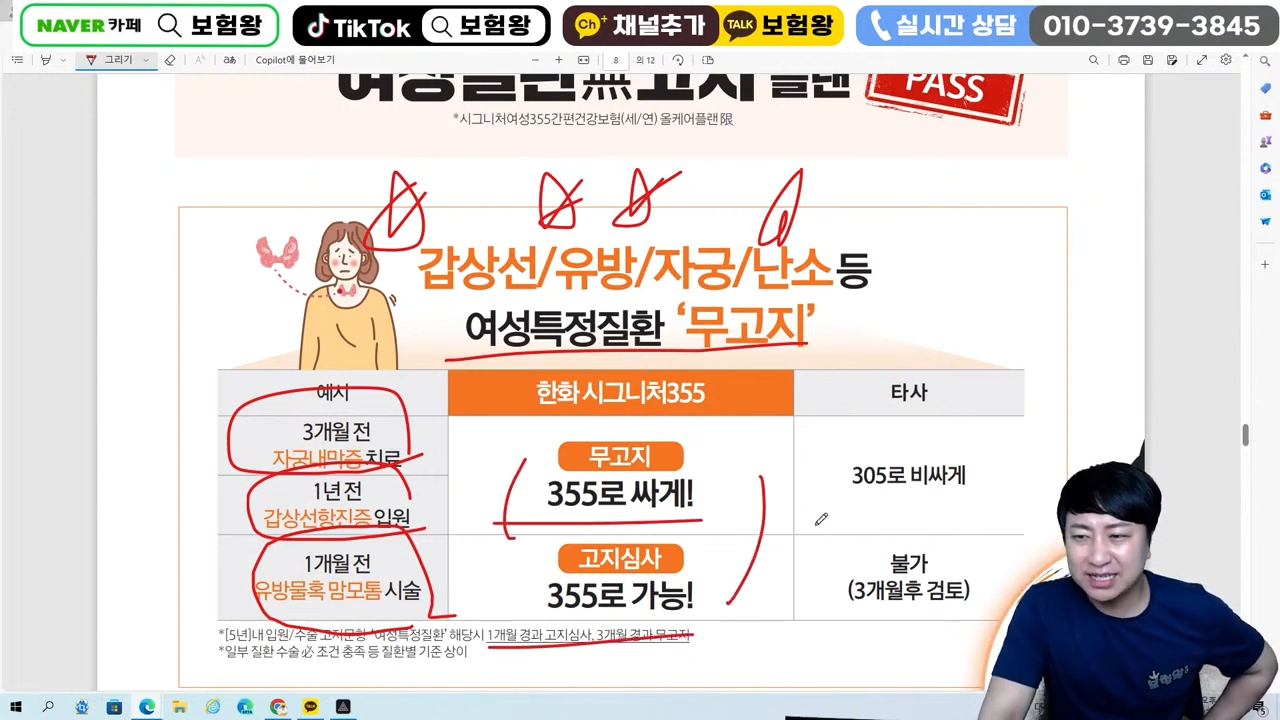 NAVER 카페 보험왕 TikTok 보험왕 Ch+ 채널추가 TALK 보험왕 실시간 상담 010-3739-3845
그리기 Copilot에 물어보기 8 의 12
여성질환 無고지 플랜 PASS
*시그니처여성355간편건강보험(세/연) 올케어플랜 限
갑상선/유방/자궁/난소 등
여성특정질환 ‘무고지’
예시 한화 시그니처355 타사
3개월 전
자궁내막증 치료
무고지
355로 싸게!
305로 비싸게
1년 전
갑상선항진증 입원
1개월 전
유방물혹 맘모톰 시술
고지심사
355로 가능!
불가
(3개월후 검토)
*[5년]내 입원/수술 고지문항 ‘여성특정질환’ 해당시 1개월 경과 고지심사, 3개월 경과 무고지
*일부 질환 수술 必 조건 충족 등 질환별 기준 상이